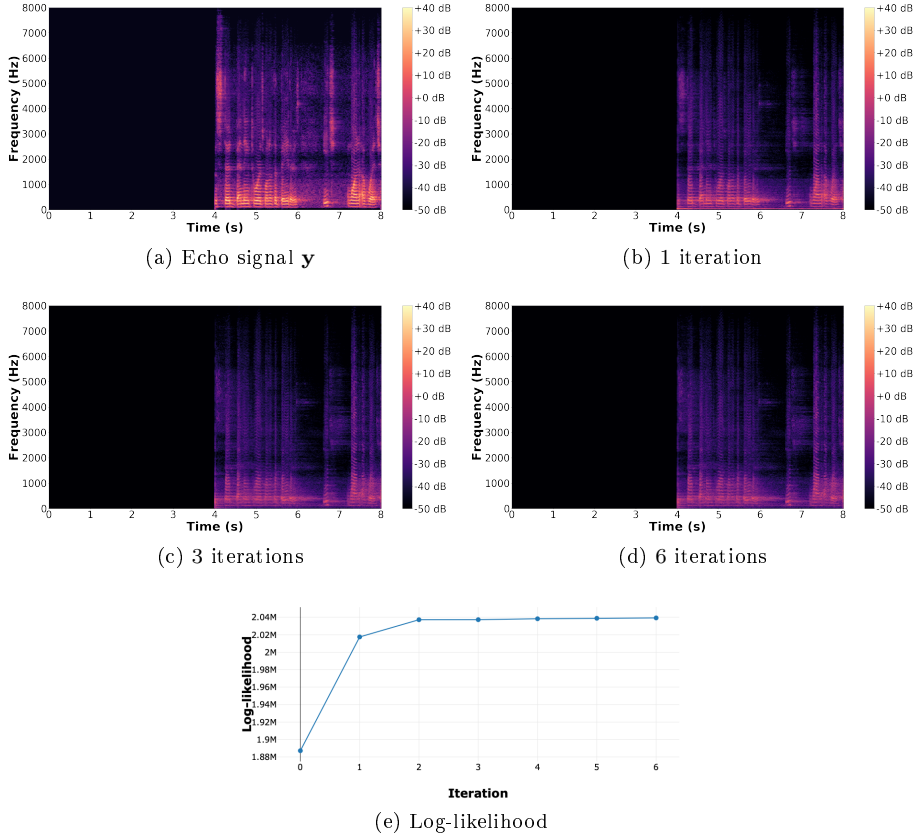 8000
7000
6000
5000
4000
3000
2000
1000
0
Frequency (Hz)
0 1 2 3 4 5 6 7 8
Time (s)
+40 dB
+30 dB
+20 dB
+10 dB
+0 dB
-10 dB
-20 dB
-30 dB
-40 dB
-50 dB
(a) Echo signal y
8000
7000
6000
5000
4000
3000
2000
1000
0
Frequency (Hz)
0 1 2 3 4 5 6 7 8
Time (s)
+40 dB
+30 dB
+20 dB
+10 dB
+0 dB
-10 dB
-20 dB
-30 dB
-40 dB
-50 dB
(b) 1 iteration
8000
7000
6000
5000
4000
3000
2000
1000
0
Frequency (Hz)
0 1 2 3 4 5 6 7 8
Time (s)
+40 dB
+30 dB
+20 dB
+10 dB
+0 dB
-10 dB
-20 dB
-30 dB
-40 dB
-50 dB
(c) 3 iterations
8000
7000
6000
5000
4000
3000
2000
1000
0
Frequency (Hz)
0 1 2 3 4 5 6 7 8
Time (s)
+40 dB
+30 dB
+20 dB
+10 dB
+0 dB
-10 dB
-20 dB
-30 dB
-40 dB
-50 dB
(d) 6 iterations
2.04M
2.02M
2M
1.98M
1.96M
1.94M
1.92M
1.9M
1.88M
Log-likelihood
0 1 2 3 4 5 6
Iteration
(e) Log-likelihood